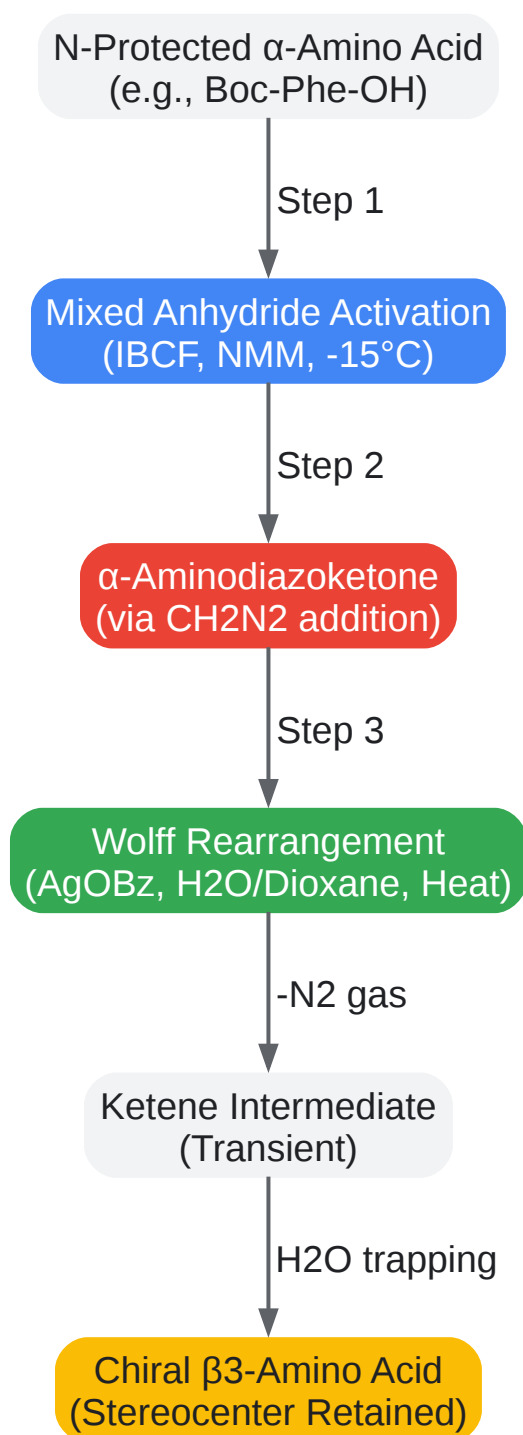 N-Protected α-Amino Acid
(e.g., Boc-Phe-OH)
Step 1
Mixed Anhydride Activation
(IBCF, NMM, -15°C)
Step 2
α-Aminodiazoketone
(via CH2N2 addition)
Step 3
Wolff Rearrangement
(AgOBz, H2O/Dioxane, Heat)
-N2 gas
Ketene Intermediate
(Transient)
H2O trapping
Chiral β3-Amino Acid
(Stereocenter Retained)